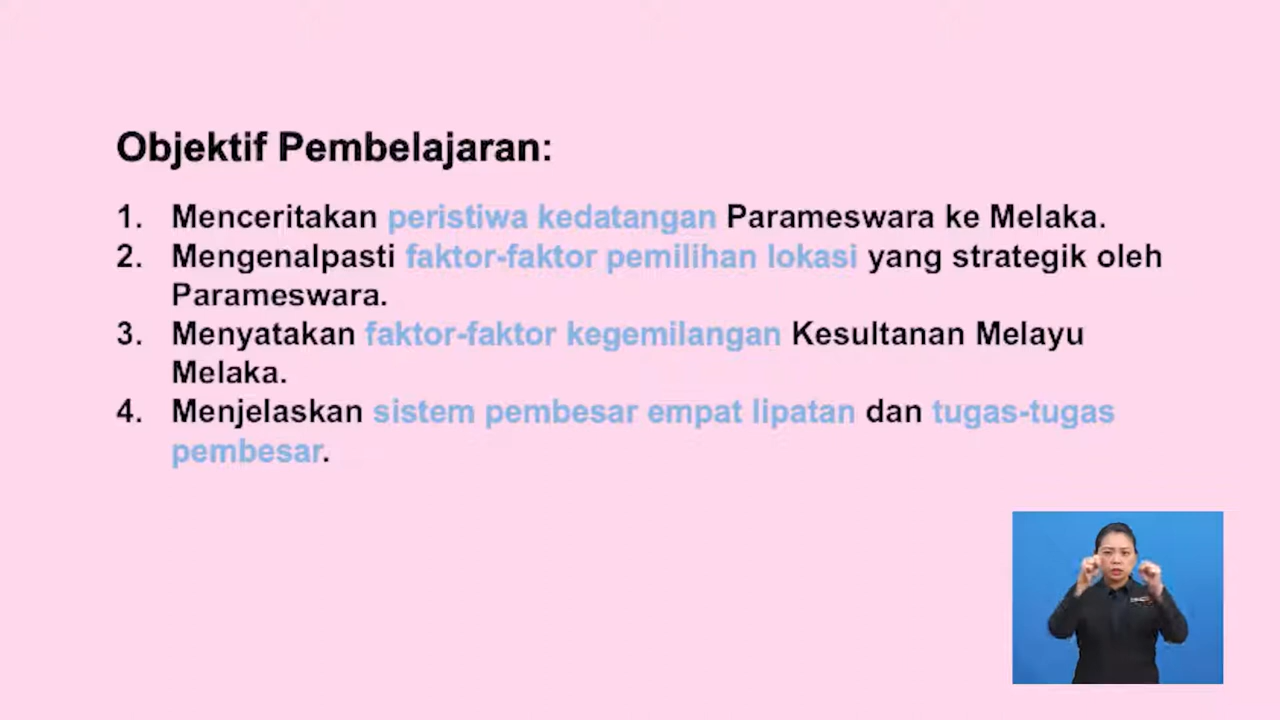 Objektif Pembelajaran:
1. Menceritakan peristiwa kedatangan Parameswara ke Melaka.
2. Mengenalpasti faktor-faktor pemilihan lokasi yang strategik oleh
Parameswara.
3. Menyatakan faktor-faktor kegemilangan Kesultanan Melayu
Melaka.
4. Menjelaskan sistem pembesar empat lipatan dan tugas-tugas
pembesar.